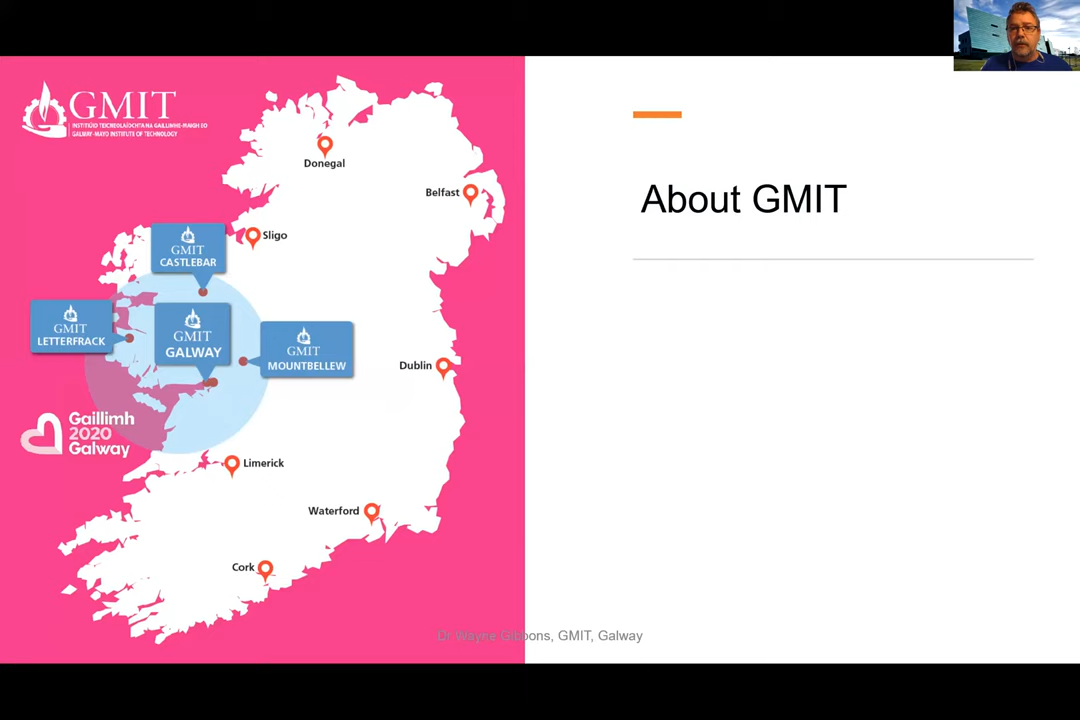 GMIT
INSTITIÚID TEICNEOLAÍOCHTA NA GAILLIMHE-MAIGH EO
GALWAY-MAYO INSTITUTE OF TECHNOLOGY
Donegal
Belfast
Sligo
GMIT
CASTLEBAR
GMIT
LETTERFRACK
GMIT
GALWAY
GMIT
MOUNTBELLEW
Dublin
Gaillimh
2020
Galway
Limerick
Waterford
Cork
About GMIT
Dr Wayne Gibbons, GMIT, Galway